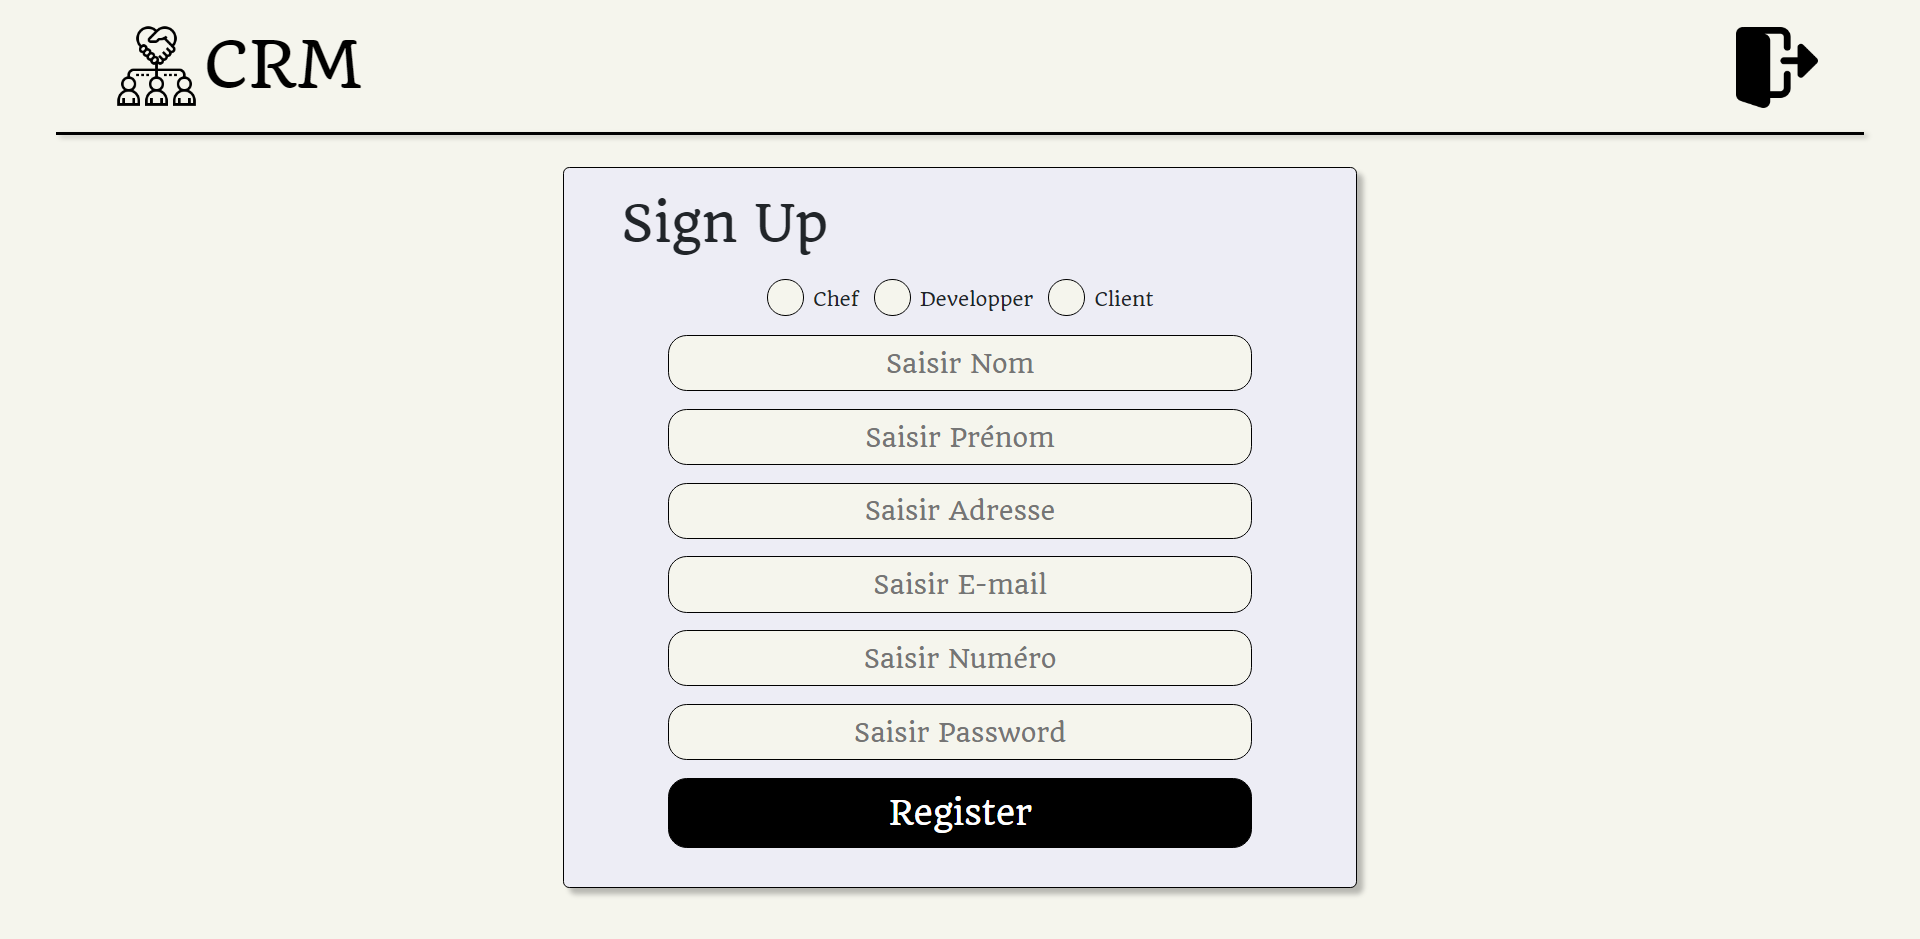 CRM
Sign Up
Chef Developper Client
Saisir Nom
Saisir Prénom
Saisir Adresse
Saisir E-mail
Saisir Numéro
Saisir Password
Register